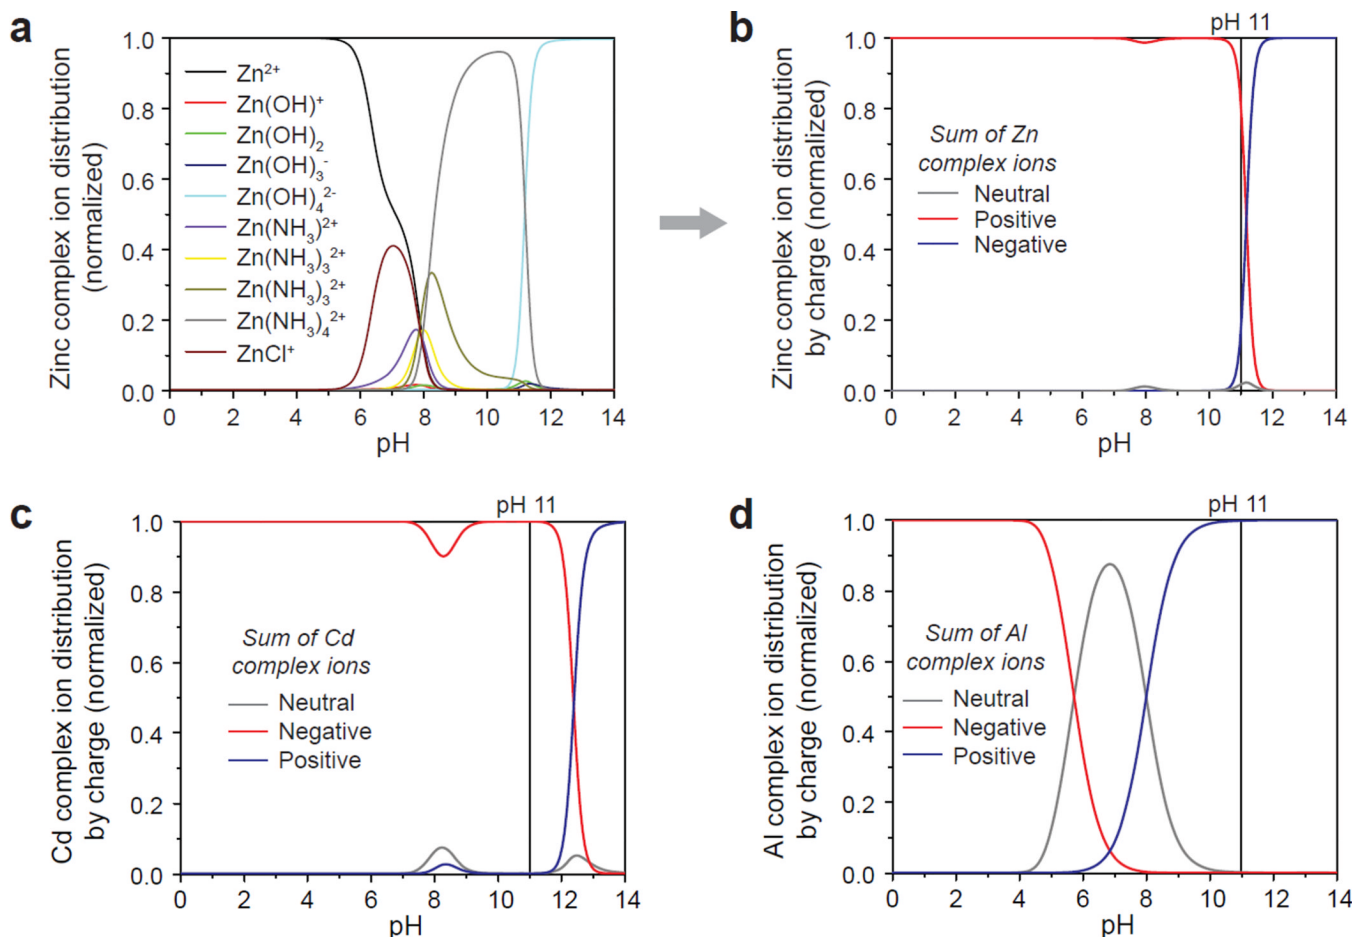 a
Zinc complex ion distribution
(normalized)
1.0
0.8
0.6
0.4
0.2
0.0
Zn²⁺
Zn(OH)⁺
Zn(OH)₂
Zn(OH)₃⁻
Zn(OH)₄²⁻
Zn(NH₃)²⁺
Zn(NH₃)₃²⁺
Zn(NH₃)₃²⁺
Zn(NH₃)₄²⁺
ZnCl⁺
0 2 4 6 8 10 12 14
pH
b
pH 11
Zinc complex ion distribution
by charge (normalized)
1.0
0.8
0.6
0.4
0.2
0.0
Sum of Zn
complex ions
Neutral
Positive
Negative
0 2 4 6 8 10 12 14
pH
c
pH 11
Cd complex ion distribution
by charge (normalized)
1.0
0.8
0.6
0.4
0.2
0.0
Sum of Cd
complex ions
Neutral
Negative
Positive
0 2 4 6 8 10 12 14
pH
d
pH 11
Al complex ion distribution
by charge (normalized)
1.0
0.8
0.6
0.4
0.2
0.0
Sum of Al
complex ions
Neutral
Negative
Positive
0 2 4 6 8 10 12 14
pH